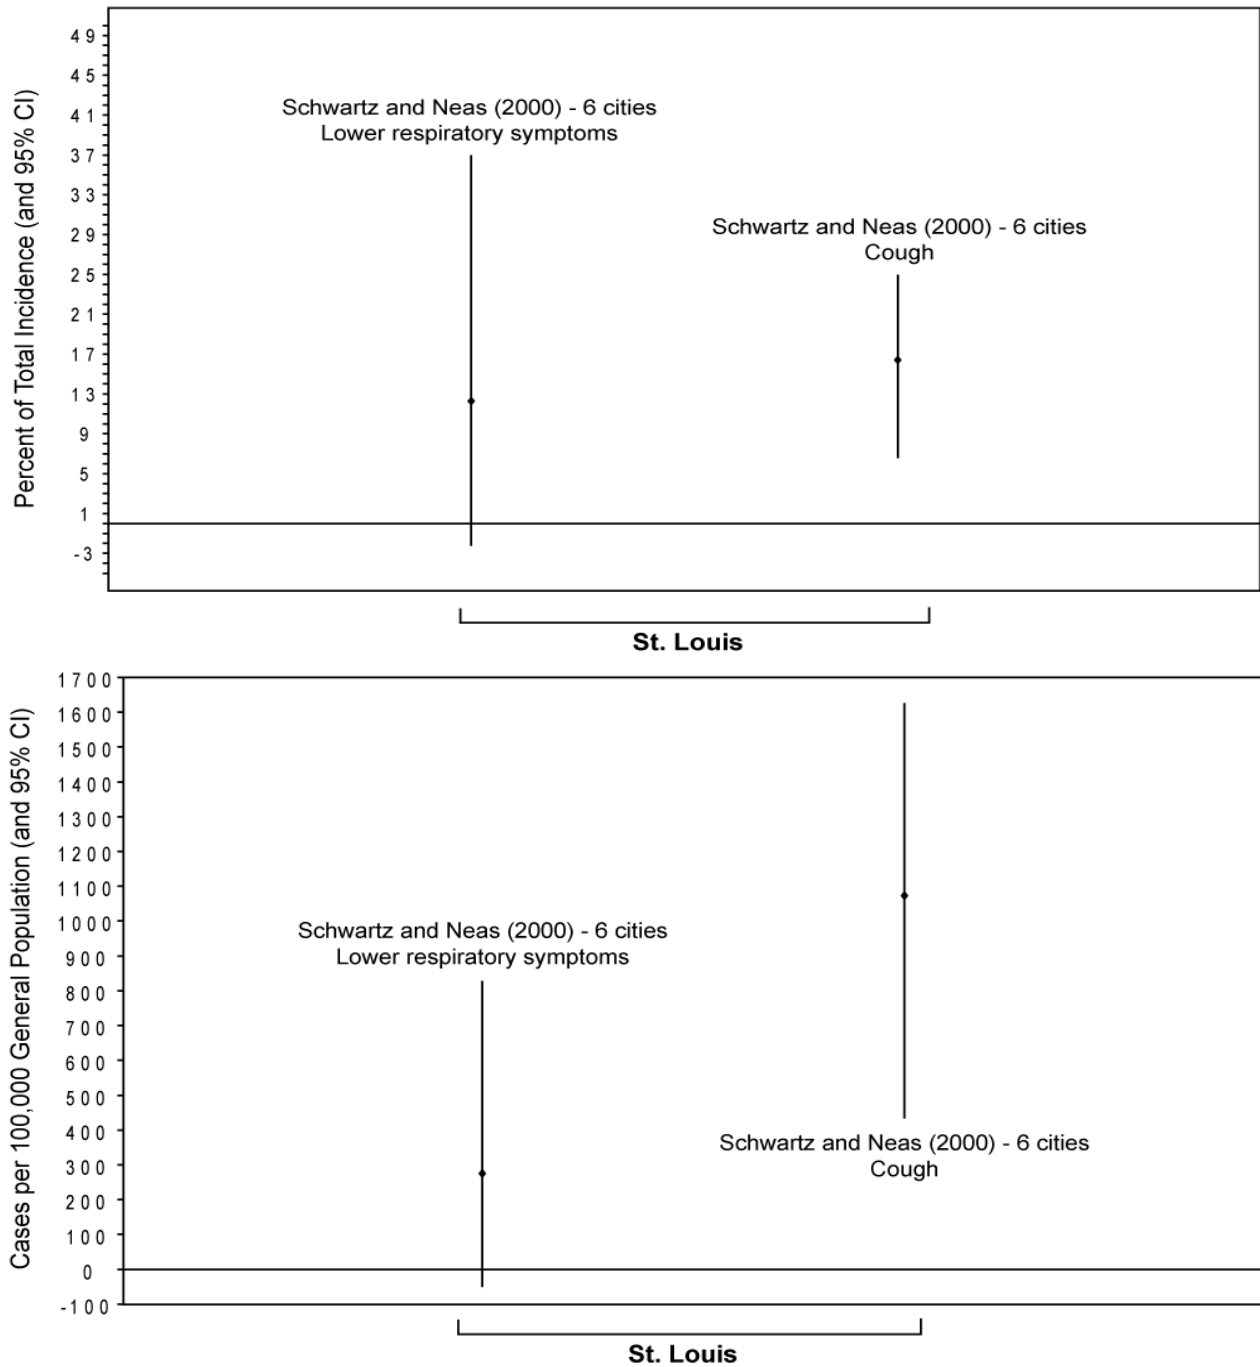 Percent of Total Incidence (and 95% CI)
49
45
41
37
33
29
25
21
17
13
9
5
1
-3
Schwartz and Neas (2000) - 6 cities
Lower respiratory symptoms
Schwartz and Neas (2000) - 6 cities
Cough
St. Louis
Cases per 100,000 General Population (and 95% CI)
1700
1600
1500
1400
1300
1200
1100
1000
900
800
700
600
500
400
300
200
100
0
-100
Schwartz and Neas (2000) - 6 cities
Lower respiratory symptoms
Schwartz and Neas (2000) - 6 cities
Cough
St. Louis